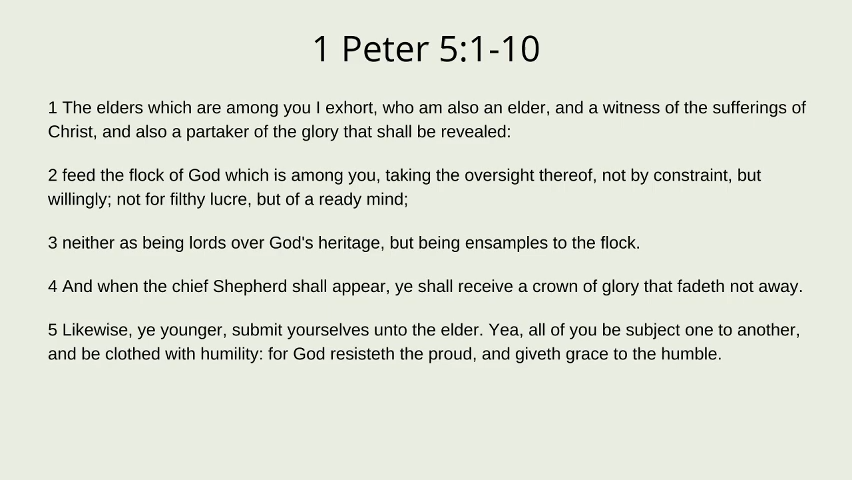 1 Peter 5:1-10
1 The elders which are among you I exhort, who am also an elder, and a witness of the sufferings of
Christ, and also a partaker of the glory that shall be revealed:
2 feed the flock of God which is among you, taking the oversight thereof, not by constraint, but
willingly; not for filthy lucre, but of a ready mind;
3 neither as being lords over God's heritage, but being ensamples to the flock.
4 And when the chief Shepherd shall appear, ye shall receive a crown of glory that fadeth not away.
5 Likewise, ye younger, submit yourselves unto the elder. Yea, all of you be subject one to another,
and be clothed with humility: for God resisteth the proud, and giveth grace to the humble.